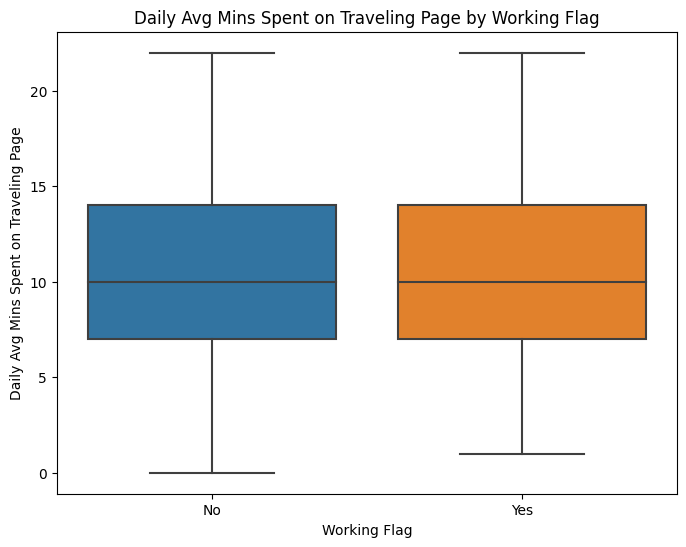 Daily Avg Mins Spent on Traveling Page by Working Flag
Daily Avg Mins Spent on Traveling Page
20
15
10
5
0
No
Yes
Working Flag